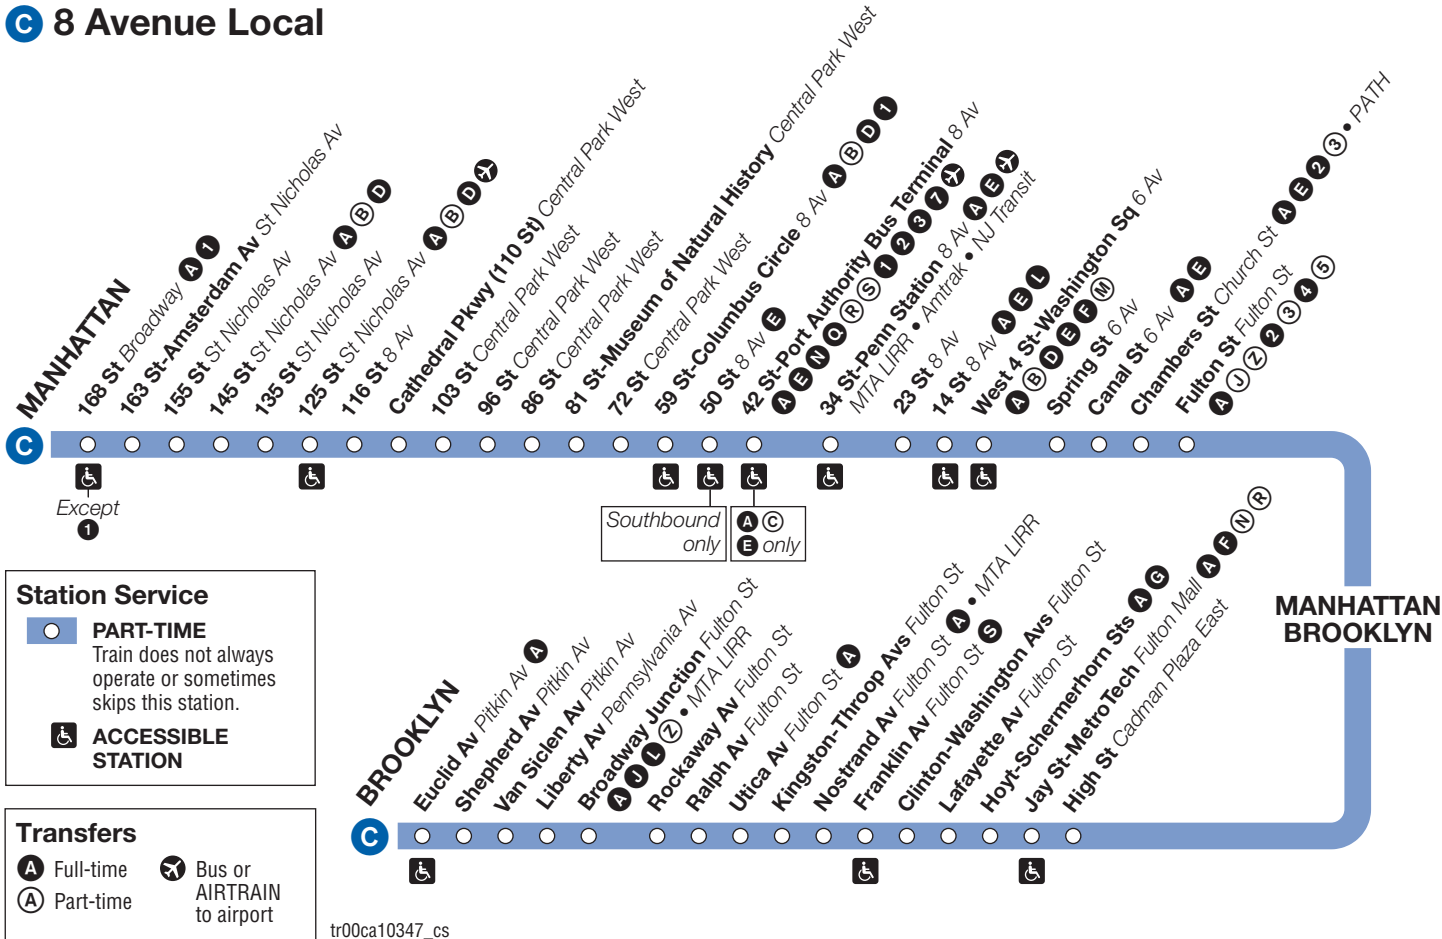 C 8 Avenue Local
MANHATTAN
168 St Broadway A 1
163 St-Amsterdam Av St Nicholas Av
155 St St Nicholas Av
145 St St Nicholas Av A B D
135 St St Nicholas Av
125 St St Nicholas Av A B D
116 St 8 Av
Cathedral Pkwy (110 St) Central Park West
103 St Central Park West
96 St Central Park West
86 St Central Park West
81 St-Museum of Natural History Central Park West
72 St Central Park West
59 St-Columbus Circle 8 Av A B D 1
50 St 8 Av E
42 St-Port Authority Bus Terminal 8 Av
A E N Q R S 1 2 3 7
34 St-Penn Station 8 Av A E
MTA LIRR • Amtrak • NJ Transit
23 St 8 Av
14 St 8 Av A E L
West 4 St-Washington Sq 6 Av
A B D E F M
Spring St 6 Av
Canal St 6 Av A E
Chambers St Church St A E 2 3 • PATH
Fulton St Fulton St
A J Z 2 3 4 5
C
Except
1
Southbound
only
A C
E only
MANHATTAN
BROOKLYN
Station Service
PART-TIME
Train does not always
operate or sometimes
skips this station.
ACCESSIBLE
STATION
Transfers
A Full-time
A Part-time
Bus or
AIRTRAIN
to airport
BROOKLYN
Euclid Av Pitkin Av A
Shepherd Av Pitkin Av
Van Siclen Av Pitkin Av
Liberty Av Pennsylvania Av
Broadway Junction Fulton St
A J L Z • MTA LIRR
Rockaway Av Fulton St
Ralph Av Fulton St
Utica Av Fulton St A
Kingston-Throop Avs Fulton St
Nostrand Av Fulton St A • MTA LIRR
Franklin Av Fulton St S
Clinton-Washington Avs Fulton St
Lafayette Av Fulton St
Hoyt-Schermerhorn Sts A G
Jay St-MetroTech Fulton Mall A F N R
High St Cadman Plaza East
C
tr00ca10347_cs